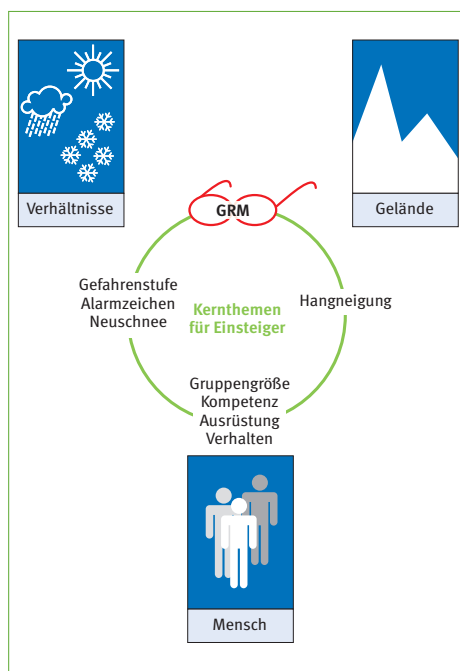 Verhältnisse
Gelände
GRM
Gefahrenstufe
Alarmzeichen
Neuschnee
Kernthemen
für Einsteiger
Hangneigung
Gruppengröße
Kompetenz
Ausrüstung
Verhalten
Mensch